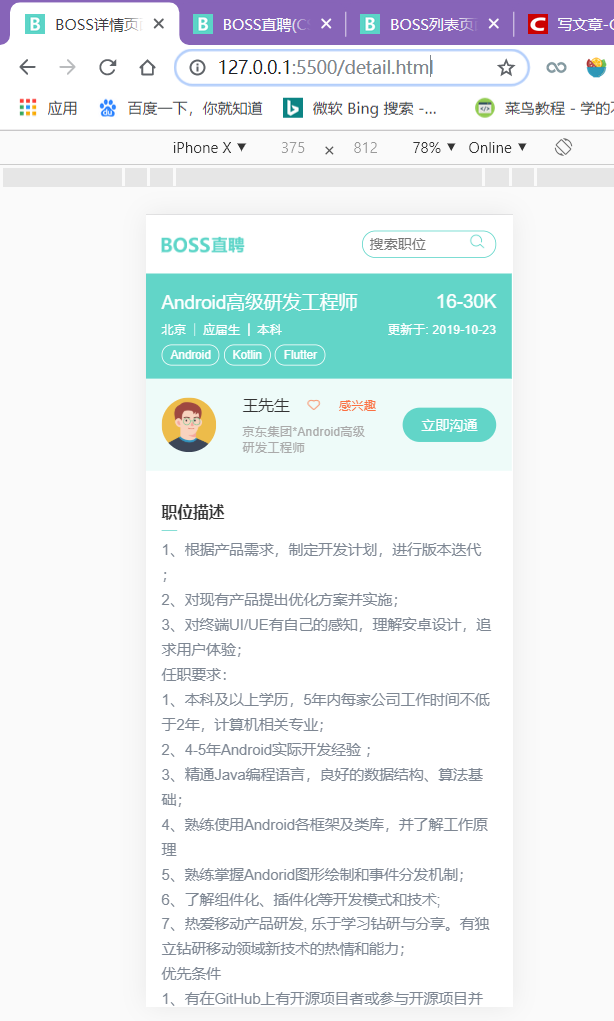 BOSS详情页
BOSS直聘(C
BOSS列表页
写文章-C
127.0.0.1:5500/detail.html
应用
百度一下，你就知道
微软 Bing 搜索 -...
菜鸟教程 - 学的不
iPhone X ▼ 375 × 812 78% ▼ Online ▼
BOSS直聘
搜索职位
Android高级研发工程师 16-30K
北京 | 应届生 | 本科 更新于: 2019-10-23
Android Kotlin Flutter
王先生 感兴趣
京东集团*Android高级
研发工程师
立即沟通
职位描述
1、根据产品需求，制定开发计划，进行版本迭代
；
2、对现有产品提出优化方案并实施；
3、对终端UI/UE有自己的感知，理解安卓设计，追
求用户体验；
任职要求：
1、本科及以上学历，5年内每家公司工作时间不低
于2年，计算机相关专业；
2、4-5年Android实际开发经验 ；
3、精通Java编程语言，良好的数据结构、算法基
础；
4、熟练使用Android各框架及类库，并了解工作原
理
5、熟练掌握Andorid图形绘制和事件分发机制；
6、了解组件化、插件化等开发模式和技术;
7、热爱移动产品研发, 乐于学习钻研与分享。有独
立钻研移动领域新技术的热情和能力；
优先条件
1、有在GitHub上有开源项目者或参与开源项目并